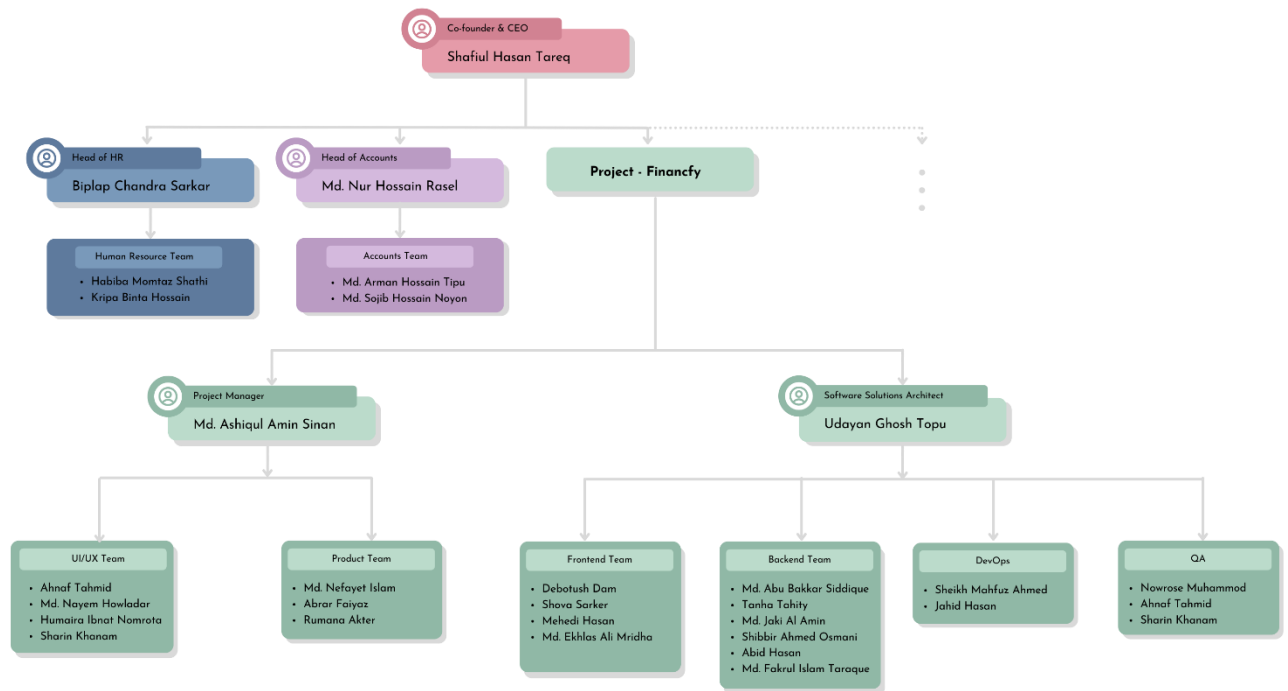 Co-founder & CEO
Shafiul Hasan Tareq
Head of HR
Biplap Chandra Sarkar
Head of Accounts
Md. Nur Hossain Rasel
Project - Financfy
Human Resource Team
• Habiba Momtaz Shathi
• Kripa Binta Hossain
Accounts Team
• Md. Arman Hossain Tipu
• Md. Sojib Hossain Noyon
Project Manager
Md. Ashiqul Amin Sinan
Software Solutions Architect
Udayan Ghosh Topu
UI/UX Team
• Ahnaf Tahmid
• Md. Nayem Howladar
• Humaira Ibnat Nomrota
• Sharin Khanam
Product Team
• Md. Nefayet Islam
• Abrar Faiyaz
• Rumana Akter
Frontend Team
• Debotush Dam
• Shova Sarker
• Mehedi Hasan
• Md. Ekhlas Ali Mridha
Backend Team
• Md. Abu Bakkar Siddique
• Tanha Tahity
• Md. Jaki Al Amin
• Shibbir Ahmed Osmani
• Abid Hasan
• Md. Fakrul Islam Taraque
DevOps
• Sheikh Mahfuz Ahmed
• Jahid Hasan
QA
• Nowrose Muhammod
• Ahnaf Tahmid
• Sharin Khanam